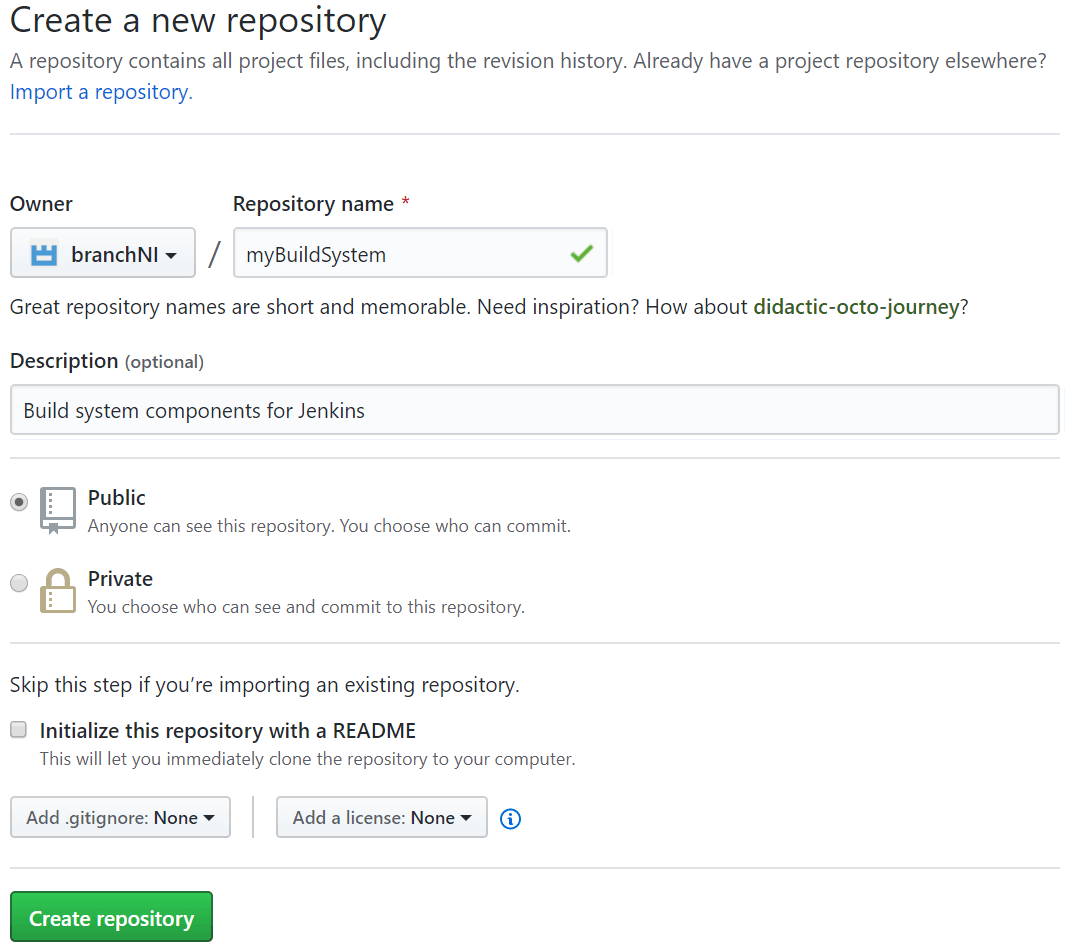 Create a new repository
A repository contains all project files, including the revision history. Already have a project repository elsewhere?
Import a repository.
Owner
Repository name *
branchNI / myBuildSystem
Great repository names are short and memorable. Need inspiration? How about didactic-octo-journey?
Description (optional)
Build system components for Jenkins
Public
Anyone can see this repository. You choose who can commit.
Private
You choose who can see and commit to this repository.
Skip this step if you’re importing an existing repository.
Initialize this repository with a README
This will let you immediately clone the repository to your computer.
Add .gitignore: None
Add a license: None
Create repository